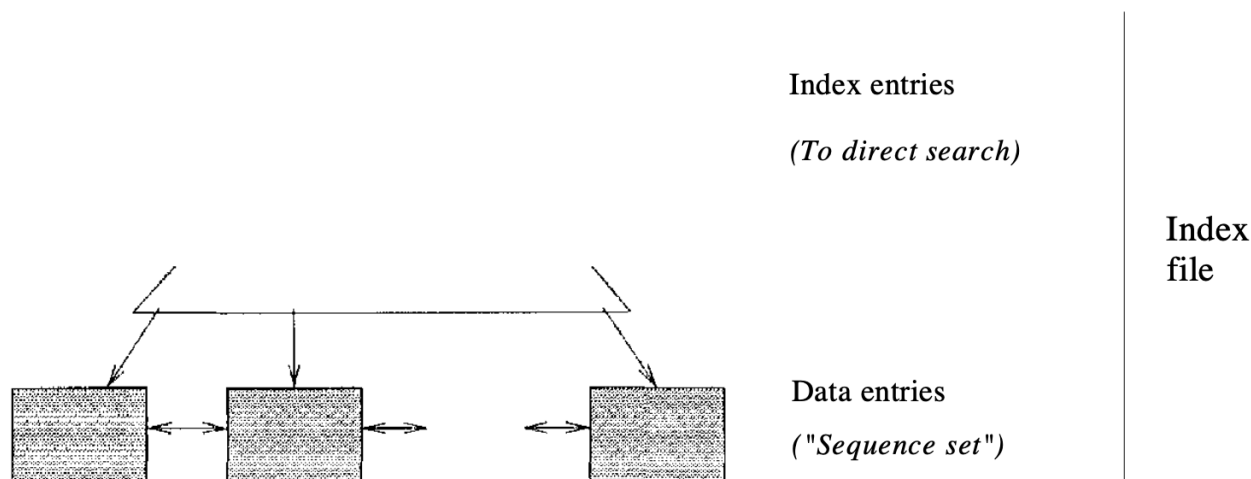 Index entries
(To direct search)
Index
file
Data entries
("Sequence set")